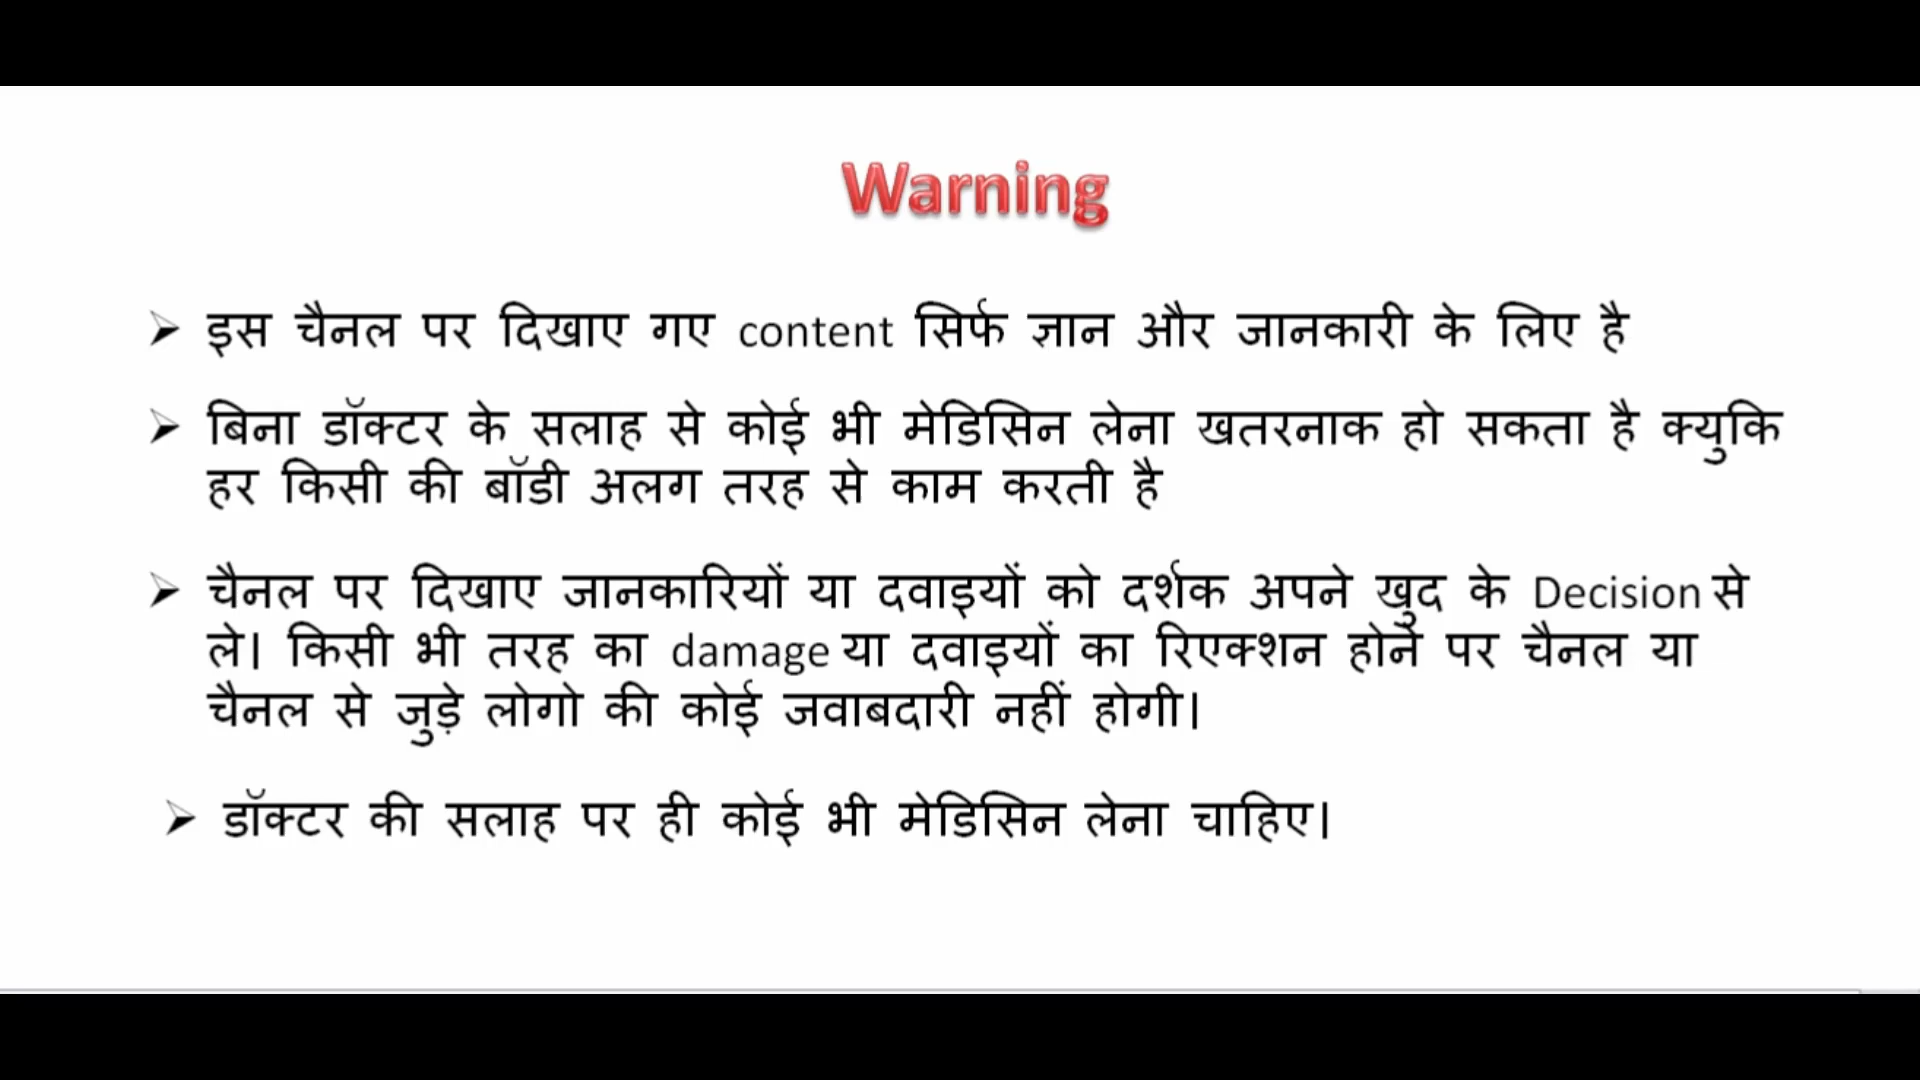 Warning
इस चैनल पर दिखाए गए content सिर्फ ज्ञान और जानकारी के लिए है
बिना डॉक्टर के सलाह से कोई भी मेडिसिन लेना खतरनाक हो सकता है क्युकि
हर किसी की बॉडी अलग तरह से काम करती है
चैनल पर दिखाए जानकारियों या दवाइयों को दर्शक अपने खुद के Decision से
ले। किसी भी तरह का damage या दवाइयों का रिएक्शन होने पर चैनल या
चैनल से जुड़े लोगो की कोई जवाबदारी नहीं होगी।
डॉक्टर की सलाह पर ही कोई भी मेडिसिन लेना चाहिए।